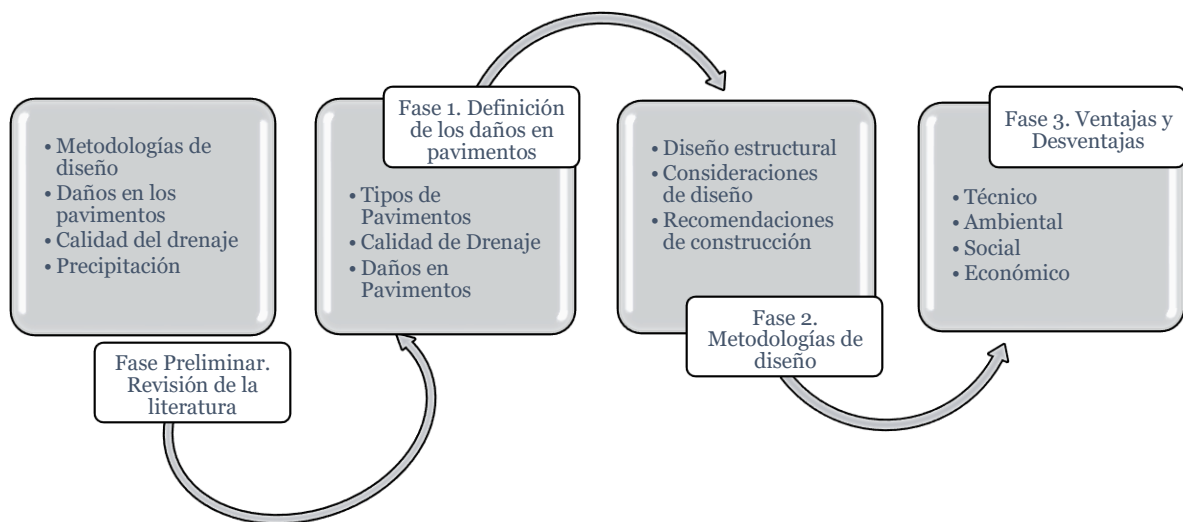 • Metodologías de
diseño
• Daños en los
pavimentos
• Calidad del drenaje
• Precipitación
Fase Preliminar.
Revisión de la
literatura
Fase 1. Definición
de los daños en
pavimentos
• Tipos de
Pavimentos
• Calidad de Drenaje
• Daños en
Pavimentos
• Diseño estructural
• Consideraciones
de diseño
• Recomendaciones
de construcción
Fase 2.
Metodologías de
diseño
Fase 3. Ventajas y
Desventajas
• Técnico
• Ambiental
• Social
• Económico